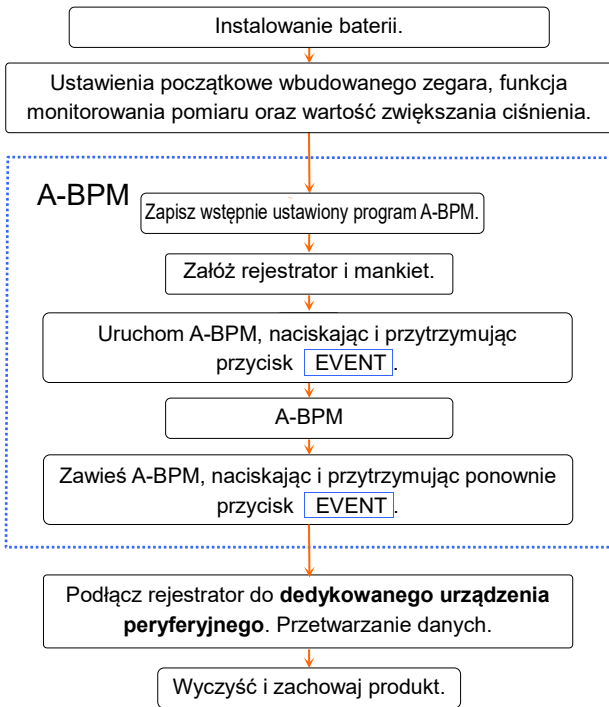 Instalowanie baterii.
Ustawienia początkowe wbudowanego zegara, funkcja
monitorowania pomiaru oraz wartość zwiększania ciśnienia.
A-BPM
Zapisz wstępnie ustawiony program A-BPM.
Załóż rejestrator i mankiet.
Uruchom A-BPM, naciskając i przytrzymując
przycisk EVENT.
A-BPM
Zawieś A-BPM, naciskając i przytrzymując ponownie
przycisk EVENT.
Podłącz rejestrator do dedykowanego urządzenia
peryferyjnego. Przetwarzanie danych.
Wyczyść i zachowaj produkt.